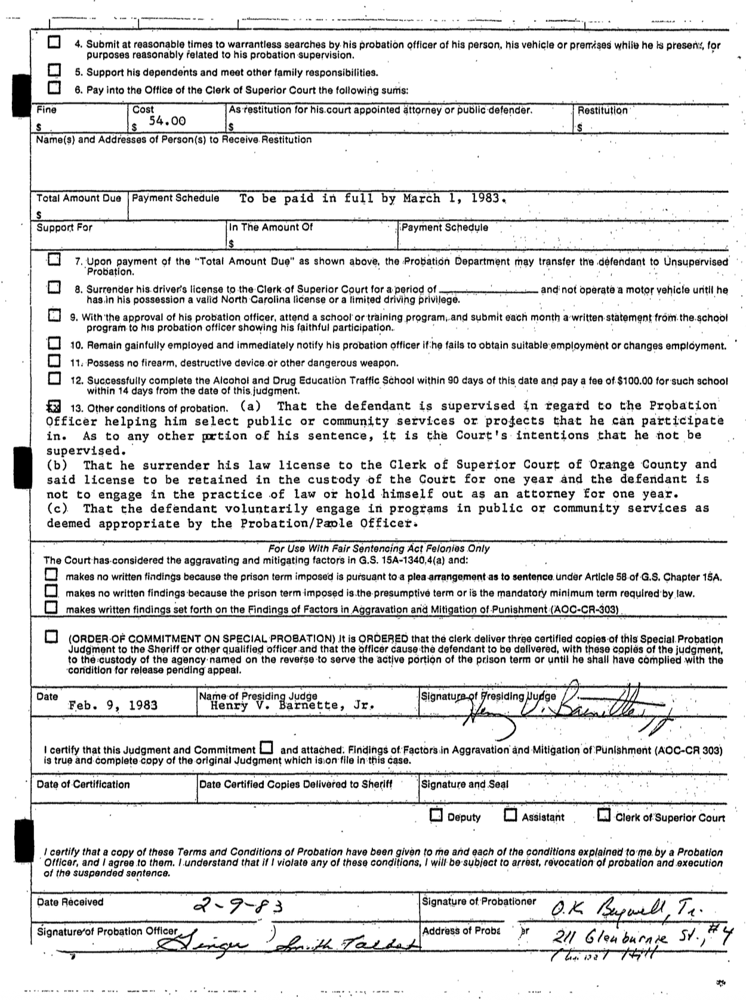 4. Submit at reasonable times to warrantless searches by his probation officer of his person, his vehicle or premises while he is present, for
purposes reasonably related to his probation supervision.
5. Support his dependents and meet other family responsibilities.
6. Pay into the Office of the Clerk of Superior Court the following sums:
Fine Cost As restitution for his court appointed attorney or public defender. Restitution
$ $ 54.00 $ $
Name(s) and Addresses of Person(s) to Receive Restitution
Total Amount Due Payment Schedule To be paid in full by March 1, 1983.
$
Support For In The Amount Of Payment Schedule
$
7. Upon payment of the "Total Amount Due" as shown above, the Probation Department may transfer the defendant to Unsupervised
Probation.
8. Surrender his driver's license to the Clerk of Superior Court for a period of ____________ and not operate a motor vehicle until he
has in his possession a valid North Carolina license or a limited driving privilege.
9. With the approval of his probation officer, attend a school or training program, and submit each month a written statement from the school
program to his probation officer showing his faithful participation.
10. Remain gainfully employed and immediately notify his probation officer if he fails to obtain suitable employment or changes employment.
11. Possess no firearm, destructive device or other dangerous weapon.
12. Successfully complete the Alcohol and Drug Education Traffic School within 90 days of this date and pay a fee of $100.00 for such school
within 14 days from the date of this judgment.
xx 13. Other conditions of probation. (a) That the defendant is supervised in regard to the Probation
Officer helping him select public or community services or projects that he can participate
in. As to any other prtion of his sentence, it is the Court's intentions that he not be
supervised.
(b) That he surrender his law license to the Clerk of Superior Court of Orange County and
said license to be retained in the custody of the Court for one year and the defendant is
not to engage in the practice of law or hold himself out as an attorney for one year.
(c) That the defendant voluntarily engage in programs in public or community services as
deemed appropriate by the Probation/Paole Officer.
For Use With Fair Sentencing Act Felonies Only
The Court has considered the aggravating and mitigating factors in G.S. 15A-1340.4(a) and:
makes no written findings because the prison term imposed is pursuant to a plea arrangement as to sentence under Article 58 of G.S. Chapter 15A.
makes no written findings because the prison term imposed is the presumptive term or is the mandatory minimum term required by law.
makes written findings set forth on the Findings of Factors in Aggravation and Mitigation of Punishment (AOC-CR-303)
(ORDER OF COMMITMENT ON SPECIAL PROBATION) It is ORDERED that the clerk deliver three certified copies of this Special Probation
Judgment to the Sheriff or other qualified officer and that the officer cause the defendant to be delivered, with these copies of the judgment,
to the custody of the agency named on the reverse to serve the active portion of the prison term or until he shall have complied with the
condition for release pending appeal.
Date Name of Presiding Judge Signature of Presiding Judge
Feb. 9, 1983 Henry V. Barnette, Jr. Henry V. Barnette, Jr
I certify that this Judgment and Commitment and attached Findings of Factors in Aggravation and Mitigation of Punishment (AOC-CR 303)
is true and complete copy of the original Judgment which is on file in this case.
Date of Certification Date Certified Copies Delivered to Sheriff Signature and Seal
Deputy Assistant Clerk of Superior Court
I certify that a copy of these Terms and Conditions of Probation have been given to me and each of the conditions explained to me by a Probation
Officer, and I agree to them. I understand that if I violate any of these conditions, I will be subject to arrest, revocation of probation and execution
of the suspended sentence.
Date Received 2-9-83 Signature of Probationer O.K. Bagwell, Jr.
Signature of Probation Officer Ginger Smith Talbot Address of Proba er 211 Glenburnie St., #4
Chapel Hill